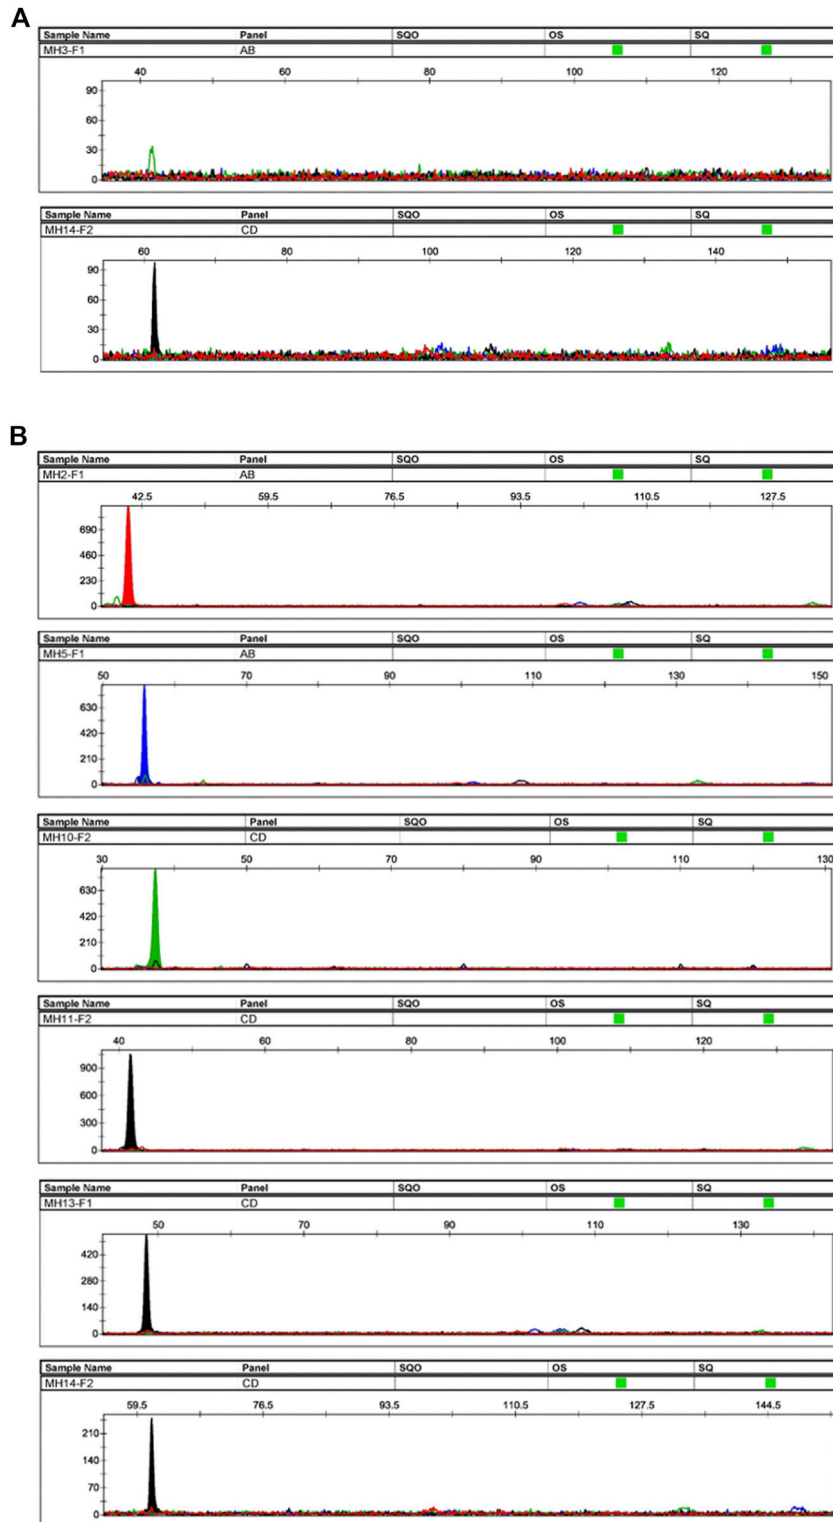 A
Sample Name Panel SQO OS SQ
MH3-F1 AB
40 60 80 100 120
90
60
30
0
Sample Name Panel SQO OS SQ
MH14-F2 CD
60 80 100 120 140
90
60
30
0
B
Sample Name Panel SQO OS SQ
MH2-F1 AB
42.5 59.5 76.5 93.5 110.5 127.5
690
460
230
0
Sample Name Panel SQO OS SQ
MH5-F1 AB
50 70 90 110 130 150
630
420
210
0
Sample Name Panel SQO OS SQ
MH10-F2 CD
30 50 70 90 110 130
630
420
210
0
Sample Name Panel SQO OS SQ
MH11-F2 CD
40 60 80 100 120
900
600
300
0
Sample Name Panel SQO OS SQ
MH13-F1 CD
50 70 90 110 130
420
280
140
0
Sample Name Panel SQO OS SQ
MH14-F2 CD
59.5 76.5 93.5 110.5 127.5 144.5
210
140
70
0